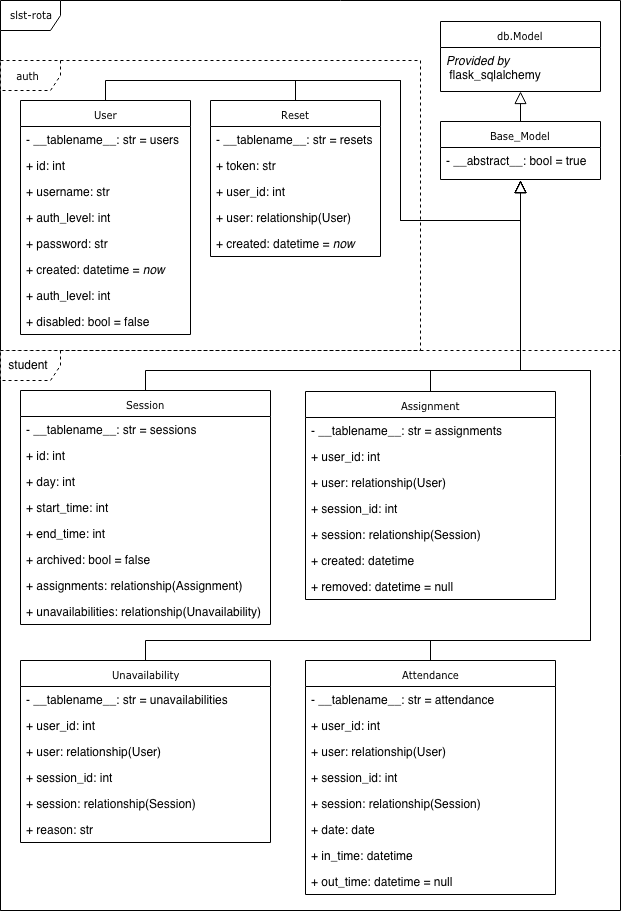 slst-rota
db.Model
Provided by
flask_sqlalchemy
auth
User
- __tablename__: str = users
+ id: int
+ username: str
+ auth_level: int
+ password: str
+ created: datetime = now
+ auth_level: int
+ disabled: bool = false
Reset
- __tablename__: str = resets
+ token: str
+ user_id: int
+ user: relationship(User)
+ created: datetime = now
Base_Model
- __abstract__: bool = true
student
Session
- __tablename__: str = sessions
+ id: int
+ day: int
+ start_time: int
+ end_time: int
+ archived: bool = false
+ assignments: relationship(Assignment)
+ unavailabilities: relationship(Unavailability)
Assignment
- __tablename__: str = assignments
+ user_id: int
+ user: relationship(User)
+ session_id: int
+ session: relationship(Session)
+ created: datetime
+ removed: datetime = null
Unavailability
- __tablename__: str = unavailabilities
+ user_id: int
+ user: relationship(User)
+ session_id: int
+ session: relationship(Session)
+ reason: str
Attendance
- __tablename__: str = attendance
+ user_id: int
+ user: relationship(User)
+ session_id: int
+ session: relationship(Session)
+ date: date
+ in_time: datetime
+ out_time: datetime = null